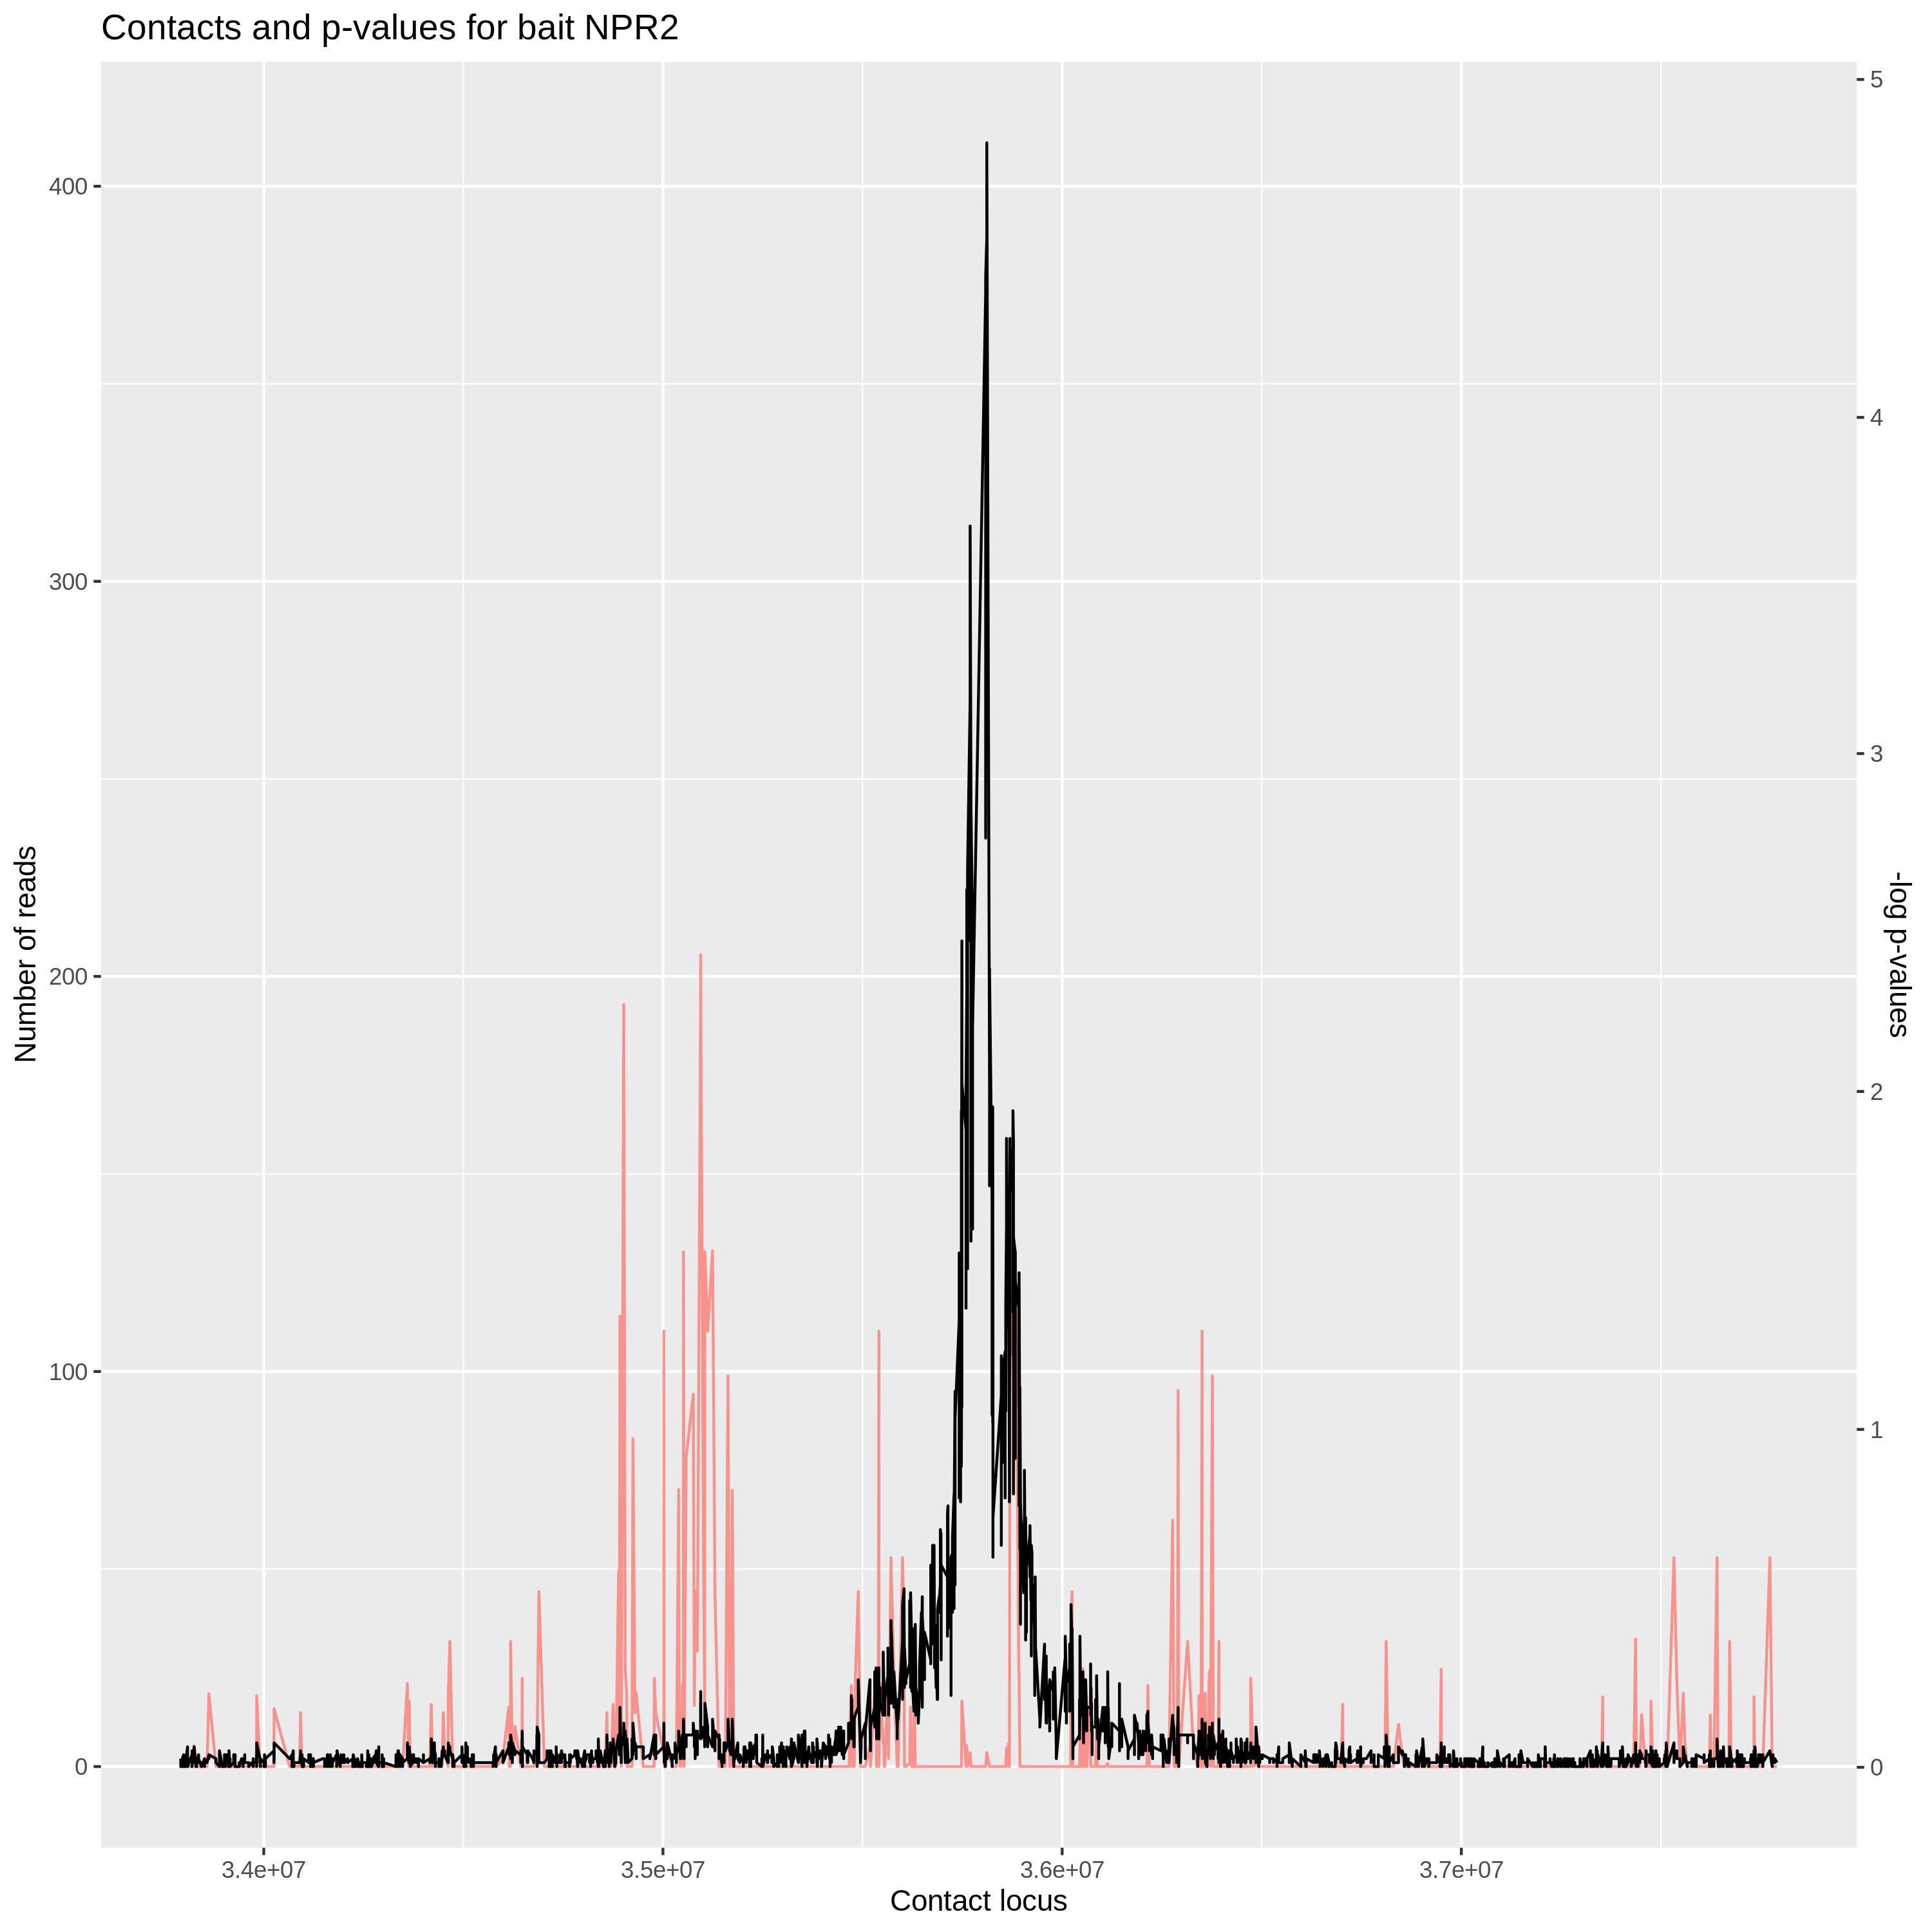 Contacts and p-values for bait NPR2
Number of reads
400
300
200
100
0
5
4
3
2
1
0
-log p-values
3.4e+07
3.5e+07
3.6e+07
3.7e+07
Contact locus